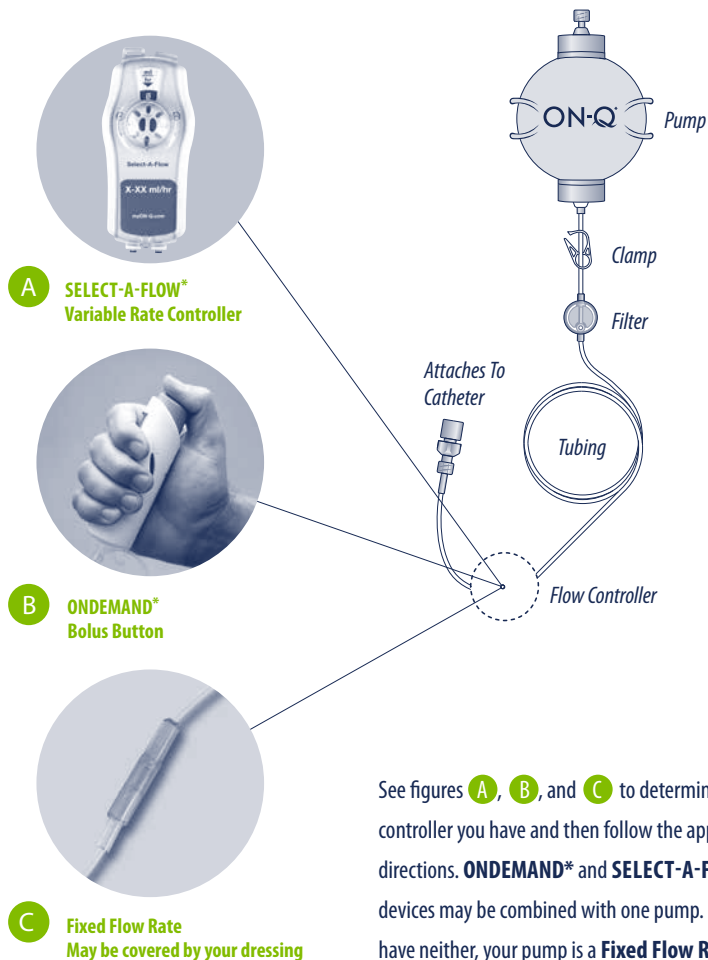 ON-Q*
Pump
Clamp
Filter
Attaches To
Catheter
Tubing
Flow Controller
Select-A-Flow
X-XX ml/hr
myON-Q.com
A SELECT-A-FLOW*
Variable Rate Controller
B ONDEMAND*
Bolus Button
C Fixed Flow Rate
May be covered by your dressing
See figures A, B, and C to determin
controller you have and then follow the app
directions. ONDEMAND* and SELECT-A-F
devices may be combined with one pump.
have neither, your pump is a Fixed Flow R